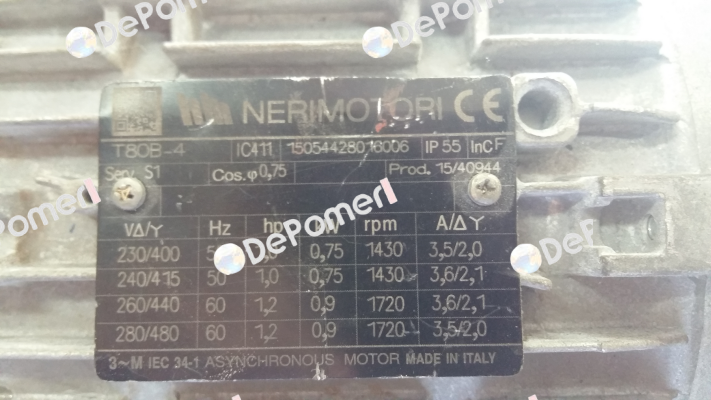 DePomeri
DePomeri
NERIMOTORI CE
T80B-4 IC411 IP 55 InCF
Serv. S1 Cos.φ 0,75 Prod. 15/40944
DePomeri
V∆/Y Hz hp kW rpm A/∆ Y
230/400 50 0,75 1430 3,5/2,0
DePomeri
DePomeri
240/415 50 1,0 0,75 1430 3,6/2,1
260/440 60 1,2 0,9 1720 3,6/2,1
280/480 60 1,2 0,9 1720 3,5/2,0
3~M IEC 34-1 ASYNCHRONOUS MOTOR MADE IN ITALY